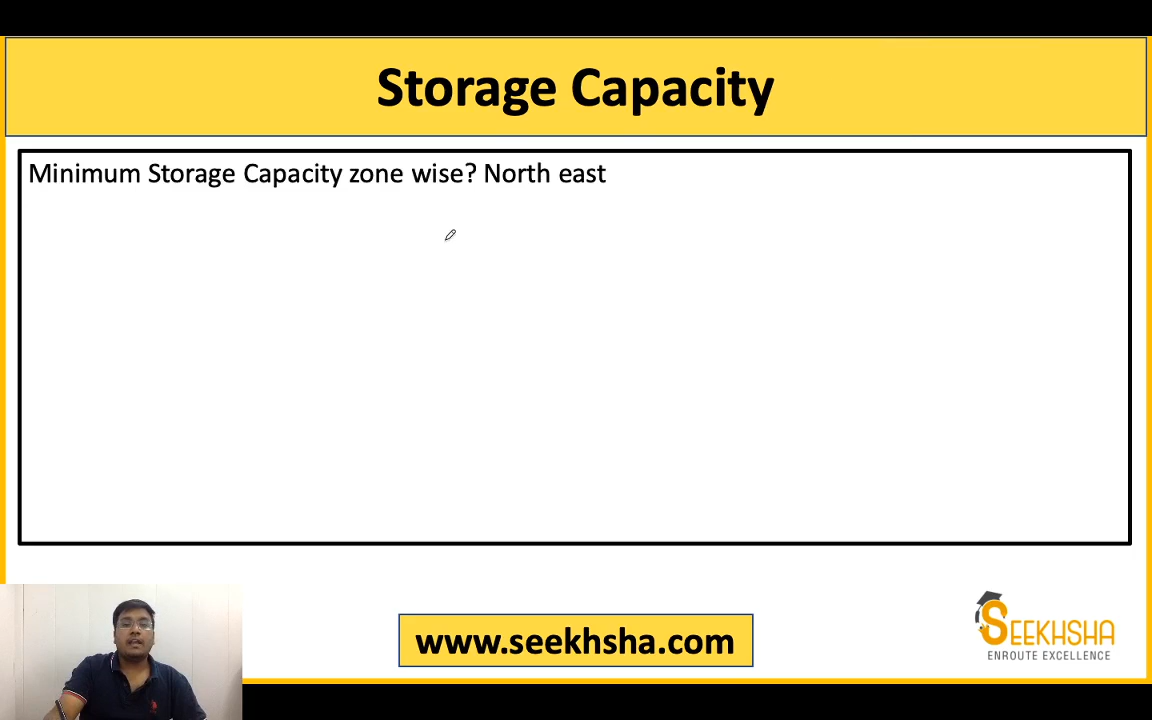 Storage Capacity
Minimum Storage Capacity zone wise? North east
www.seekhsha.com
SEEKHSHA
ENROUTE EXCELLENCE